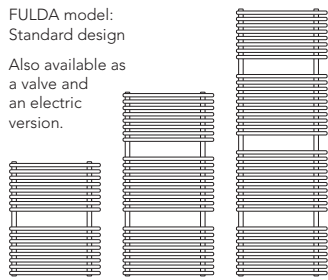 FULDA model:
Standard design
Also available as
a valve and
an electric
version.